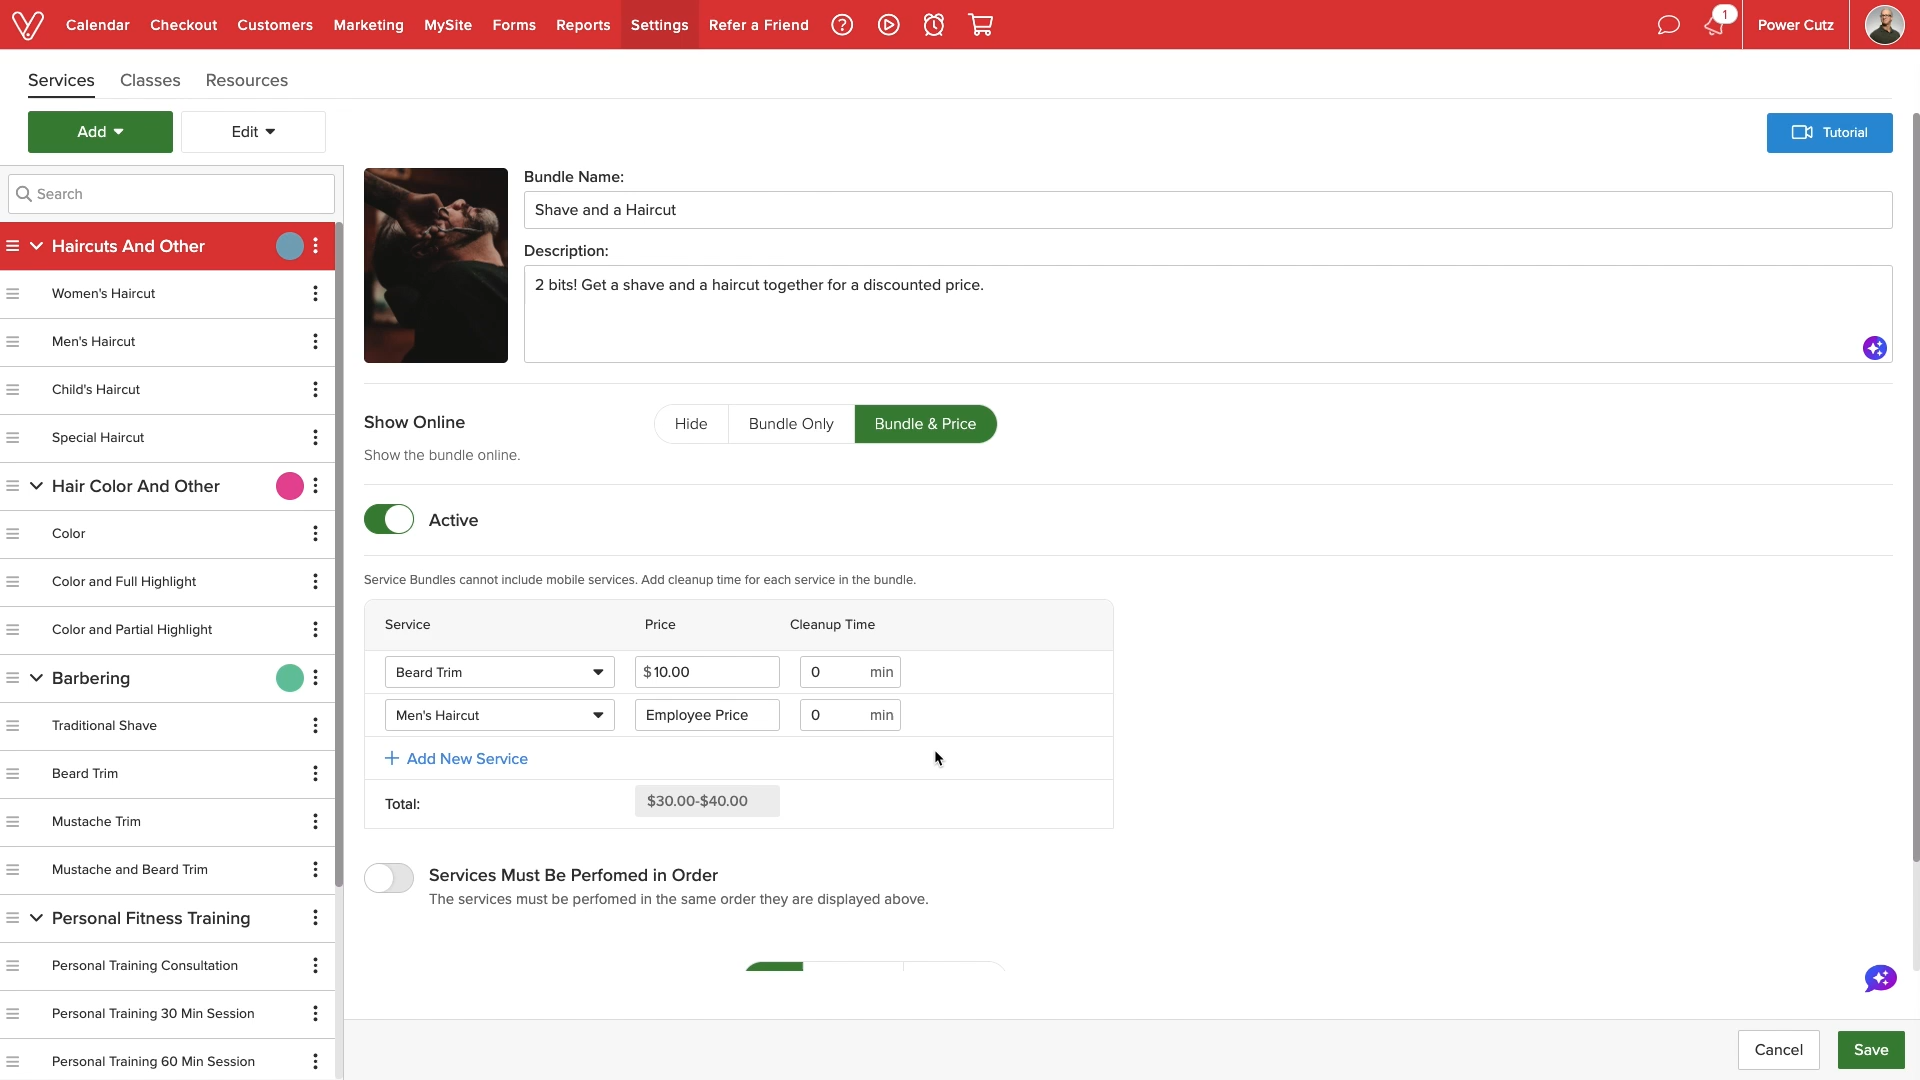 Calendar Checkout Customers Marketing MySite Forms Reports Settings Refer a Friend 1 Power Cutz
Services Classes Resources
Add Edit Tutorial
Search
Haircuts And Other
Women's Haircut
Men's Haircut
Child's Haircut
Special Haircut
Hair Color And Other
Color
Color and Full Highlight
Color and Partial Highlight
Barbering
Traditional Shave
Beard Trim
Mustache Trim
Mustache and Beard Trim
Personal Fitness Training
Personal Training Consultation
Personal Training 30 Min Session
Personal Training 60 Min Session
Bundle Name:
Shave and a Haircut
Description:
2 bits! Get a shave and a haircut together for a discounted price.
Show Online Hide Bundle Only Bundle & Price
Show the bundle online.
Active
Service Bundles cannot include mobile services. Add cleanup time for each service in the bundle.
Service Price Cleanup Time
Beard Trim $10.00 0 min
Men's Haircut Employee Price 0 min
+ Add New Service
Total: $30.00-$40.00
Services Must Be Perfomed in Order
The services must be perfomed in the same order they are displayed above.
Cancel Save